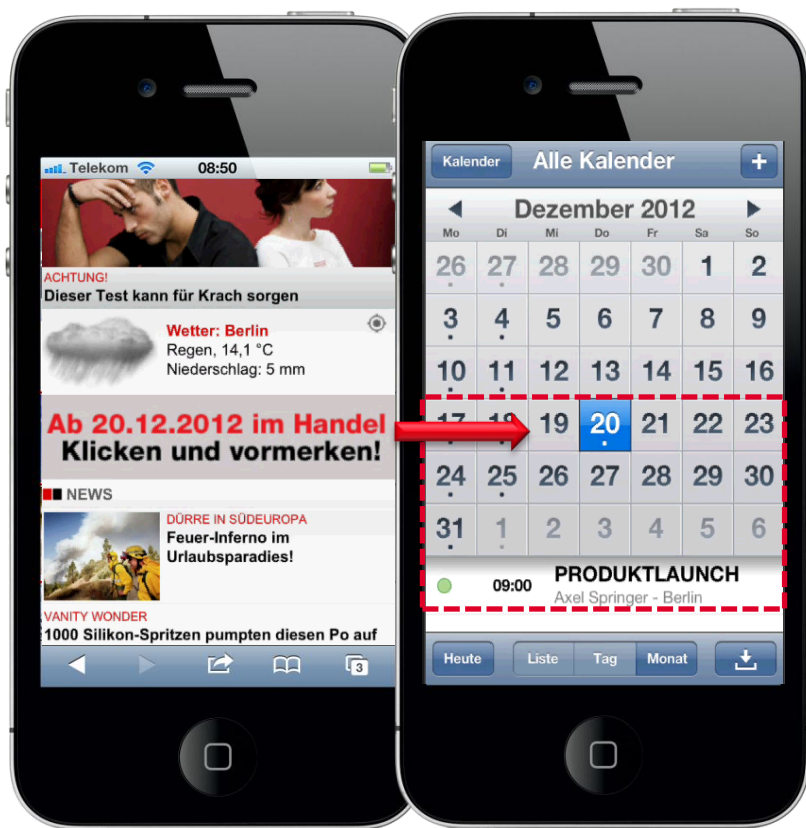 Telekom 08:50
ACHTUNG!
Dieser Test kann für Krach sorgen
Wetter: Berlin
Regen, 14,1 °C
Niederschlag: 5 mm
Ab 20.12.2012 im Handel
Klicken und vormerken!
NEWS
DÜRRE IN SÜDEUROPA
Feuer-Inferno im
Urlaubsparadies!
VANITY WONDER
1000 Silikon-Spritzen pumpten diesen Po auf
3
Kalender Alle Kalender +
Dezember 2012
Mo Di Mi Do Fr Sa So
26 27 28 29 30 1 2
3 4 5 6 7 8 9
10 11 12 13 14 15 16
17 18 19 20 21 22 23
24 25 26 27 28 29 30
31 1 2 3 4 5 6
09:00 PRODUKTLAUNCH
Axel Springer - Berlin
Heute Liste Tag Monat